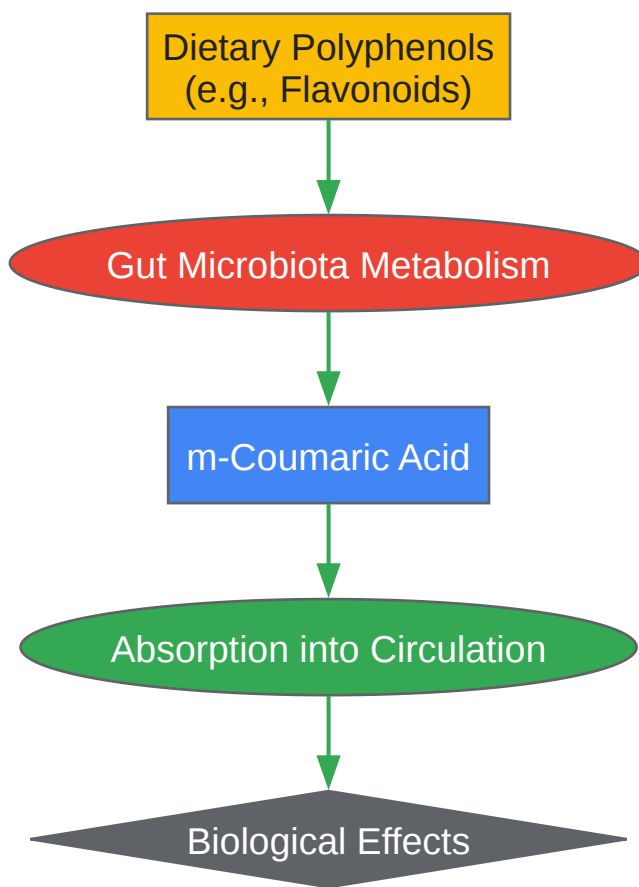 Dietary Polyphenols
(e.g., Flavonoids)
Gut Microbiota Metabolism
m-Coumaric Acid
Absorption into Circulation
Biological Effects